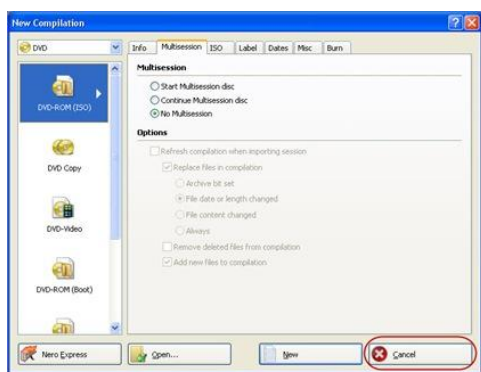 New Compilation
DVD
Info Multisession ISO Label Dates Misc Burn
DVD-ROM (ISO)
DVD Copy
DVD-Video
DVD-ROM (Boot)
Multisession
Start Multisession disc
Continue Multisession disc
No Multisession
Options
Refresh compilation when importing session
Replace files in compilation
Archive bit set
File date or length changed
File content changed
Always
Remove deleted files from compilation
Add new files to compilation
Nero Express Open... New Cancel